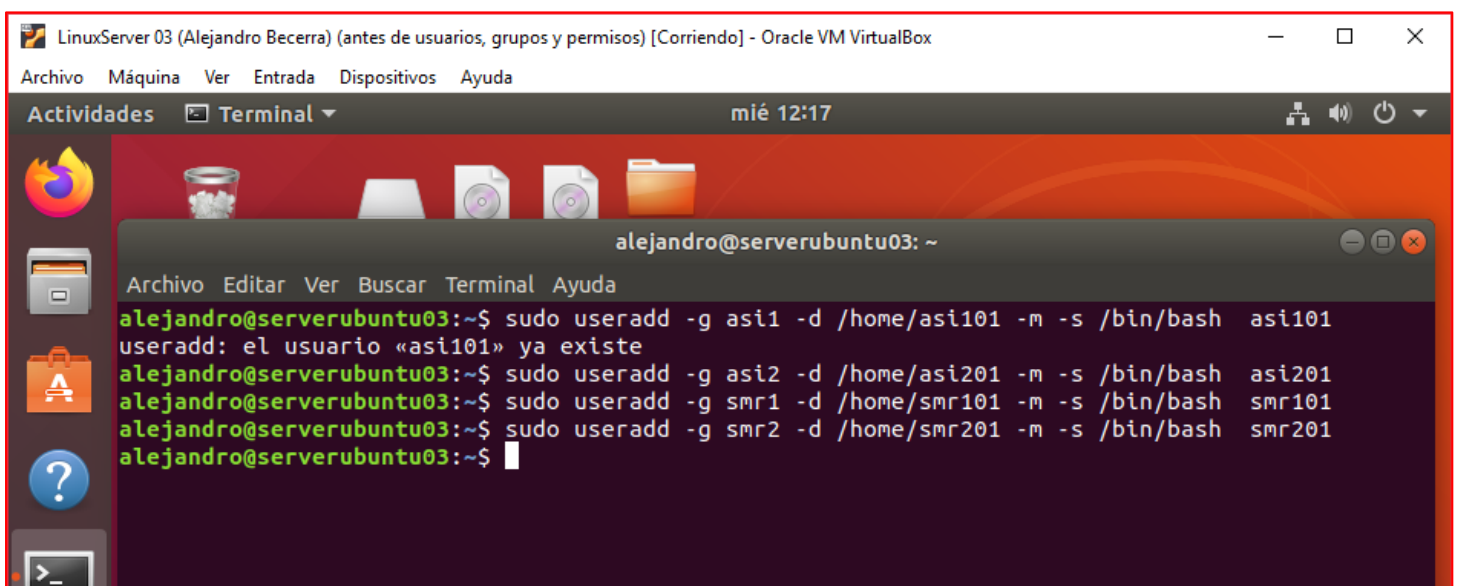 LinuxServer 03 (Alejandro Becerra) (antes de usuarios, grupos y permisos) [Corriendo] - Oracle VM VirtualBox
Archivo Máquina Ver Entrada Dispositivos Ayuda
Actividades Terminal mié 12:17
alejandro@serverubuntu03: ~
Archivo Editar Ver Buscar Terminal Ayuda
alejandro@serverubuntu03:~$ sudo useradd -g asi1 -d /home/asi101 -m -s /bin/bash  asi101
useradd: el usuario «asi101» ya existe
alejandro@serverubuntu03:~$ sudo useradd -g asi2 -d /home/asi201 -m -s /bin/bash  asi201
alejandro@serverubuntu03:~$ sudo useradd -g smr1 -d /home/smr101 -m -s /bin/bash  smr101
alejandro@serverubuntu03:~$ sudo useradd -g smr2 -d /home/smr201 -m -s /bin/bash  smr201
alejandro@serverubuntu03:~$